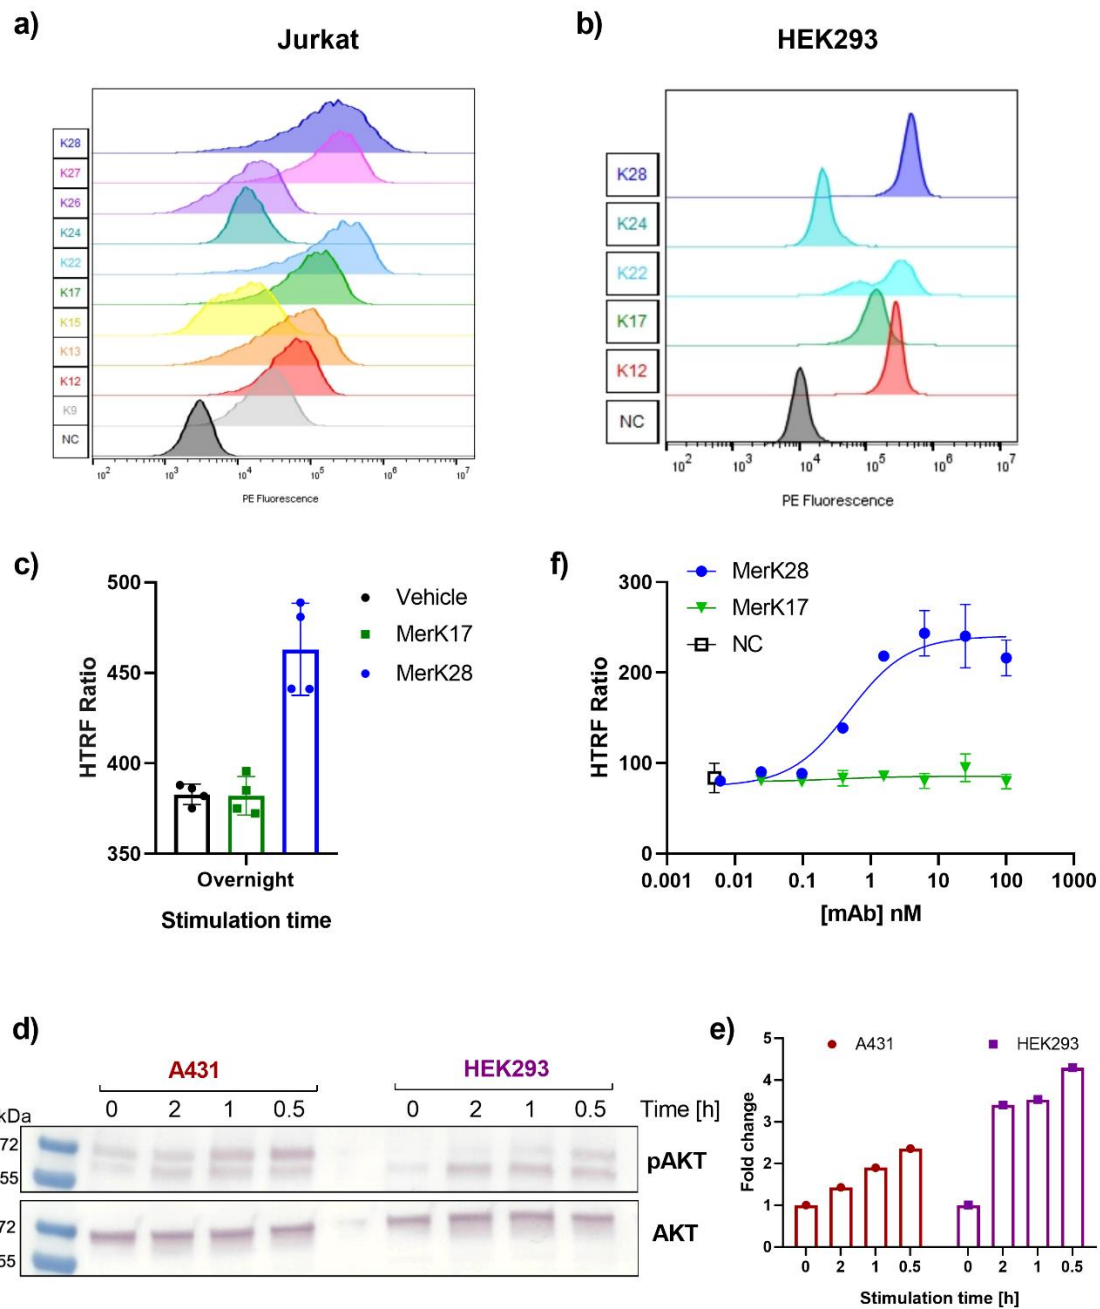 a)
Jurkat
K28
K27
K26
K24
K22
K17
K15
K13
K12
K9
NC
10^2 10^3 10^4 10^5 10^6 10^7
PE Fluorescence
b)
HEK293
K28
K24
K22
K17
K12
NC
10^2 10^3 10^4 10^5 10^6 10^7
PE Fluorescence
c)
500
450
400
350
HTRF Ratio
Overnight
Stimulation time
Vehicle
MerK17
MerK28
f)
MerK28
MerK17
NC
300
200
100
0
HTRF Ratio
0.001 0.01 0.1 1 10 100 1000
[mAb] nM
d)
A431 HEK293
0 2 1 0.5 0 2 1 0.5 Time [h]
kDa
72
55
pAKT
72
55
AKT
e)
A431 HEK293
5
4
3
2
1
0
Fold change
0 2 1 0.5 0 2 1 0.5
Stimulation time [h]